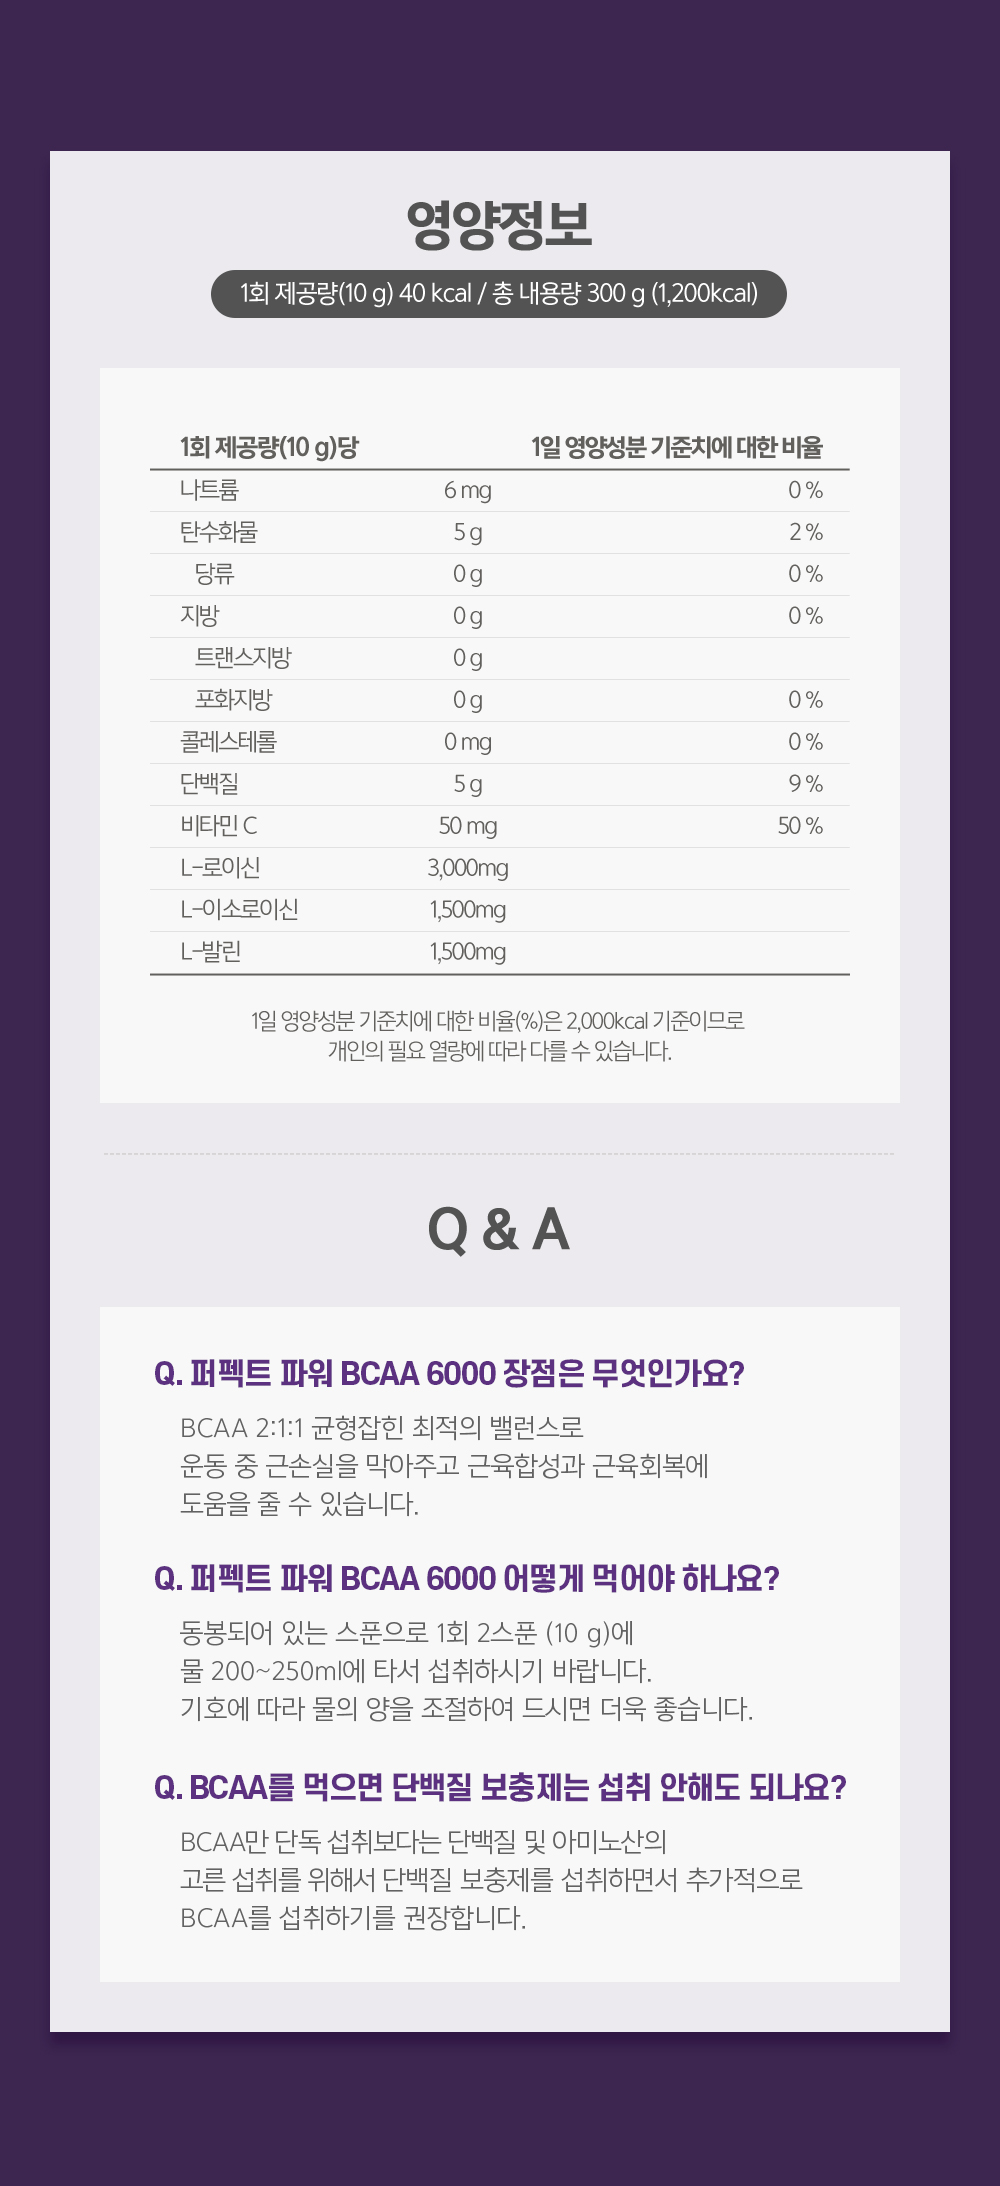 영양정보
1회 제공량(10 g) 40 kcal / 총 내용량 300 g (1,200kcal)
1회 제공량(10 g)당 1일 영양성분 기준치에 대한 비율
나트륨 6 mg 0 %
탄수화물 5 g 2 %
당류 0 g 0 %
지방 0 g 0 %
트랜스지방 0 g
포화지방 0 g 0 %
콜레스테롤 0 mg 0 %
단백질 5 g 9 %
비타민 C 50 mg 50 %
L-로이신 3,000mg
L-이소로이신 1,500mg
L-발린 1,500mg
1일 영양성분 기준치에 대한 비율(%)은 2,000kcal 기준이므로
개인의 필요 열량에 따라 다를 수 있습니다.
Q & A
Q. 퍼펙트 파워 BCAA 6000 장점은 무엇인가요?
BCAA 2:1:1 균형잡힌 최적의 밸런스로
운동 중 근손실을 막아주고 근육합성과 근육회복에
도움을 줄 수 있습니다.
Q. 퍼펙트 파워 BCAA 6000 어떻게 먹어야 하나요?
동봉되어 있는 스푼으로 1회 2스푼 (10 g)에
물 200~250ml에 타서 섭취하시기 바랍니다.
기호에 따라 물의 양을 조절하여 드시면 더욱 좋습니다.
Q. BCAA를 먹으면 단백질 보충제는 섭취 안해도 되나요?
BCAA만 단독 섭취보다는 단백질 및 아미노산의
고른 섭취를 위해서 단백질 보충제를 섭취하면서 추가적으로
BCAA를 섭취하기를 권장합니다.